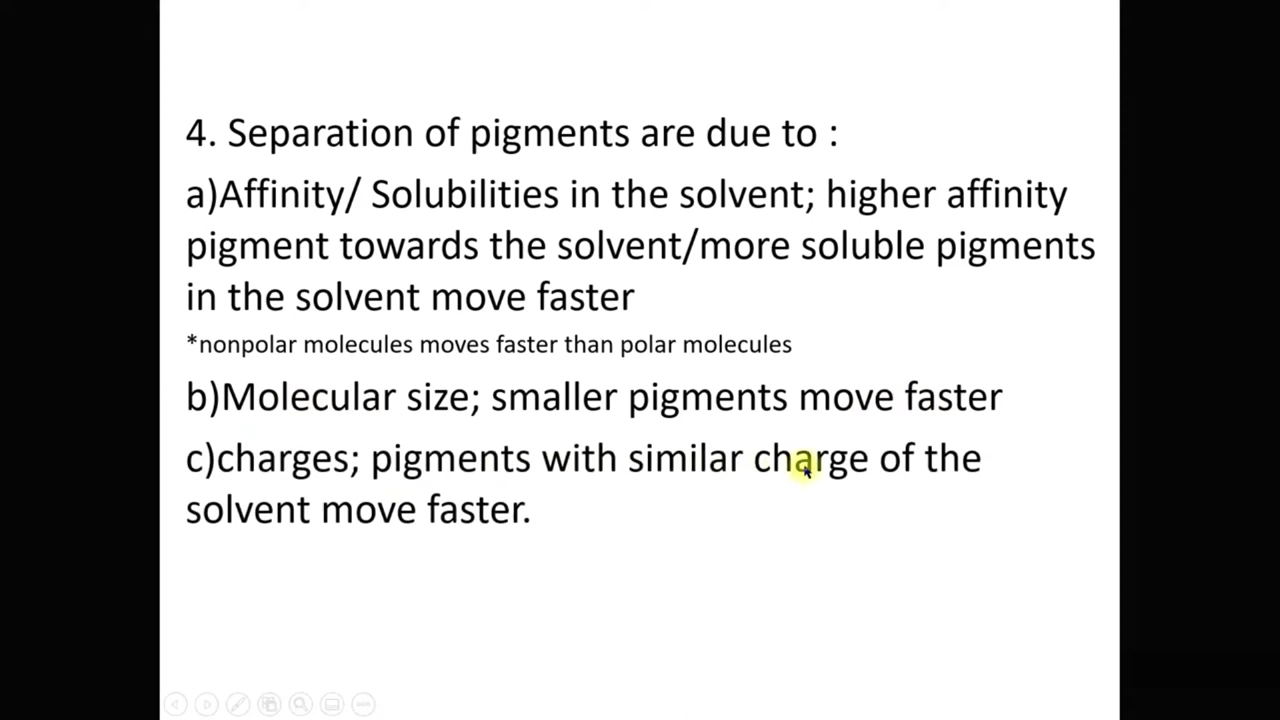 4. Separation of pigments are due to :
a)Affinity/ Solubilities in the solvent; higher affinity
pigment towards the solvent/more soluble pigments
in the solvent move faster
*nonpolar molecules moves faster than polar molecules
b)Molecular size; smaller pigments move faster
c)charges; pigments with similar charge of the
solvent move faster.